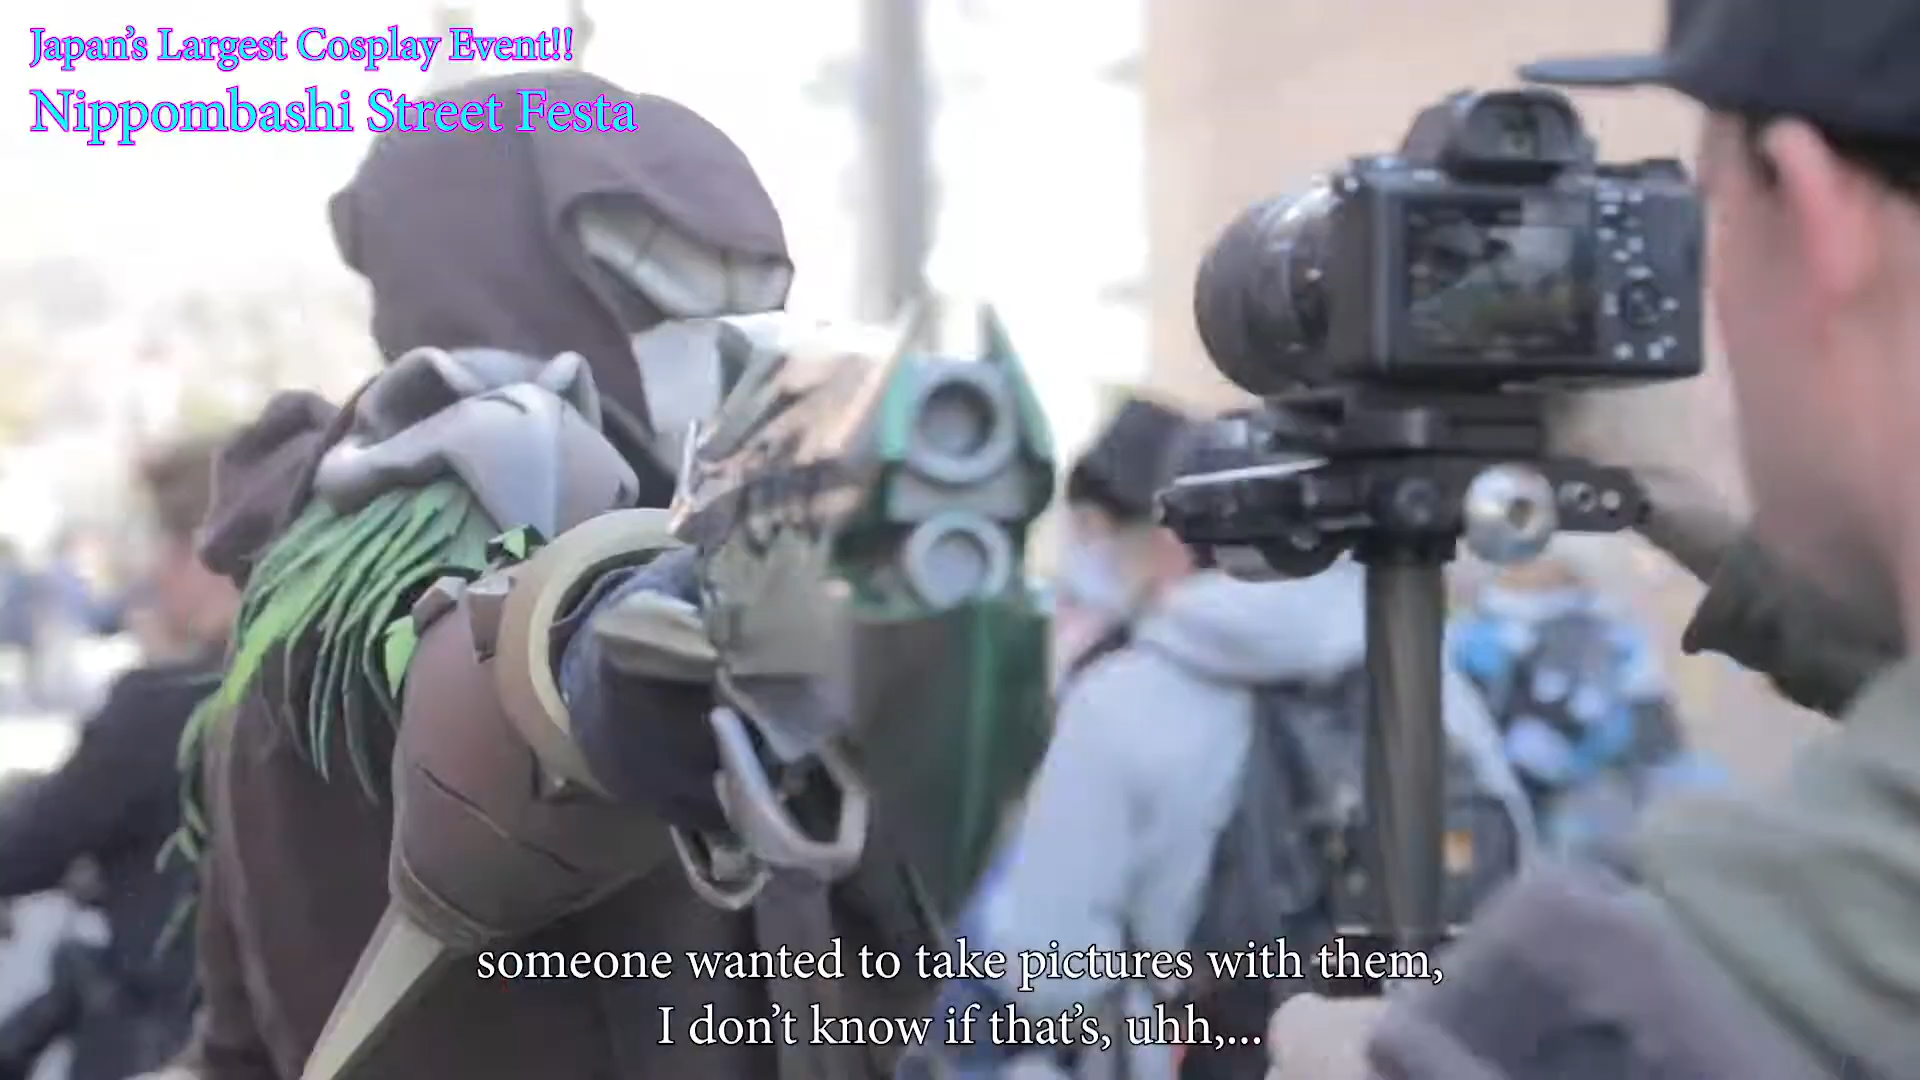 Japan's Largest Cosplay Event!!
Nippombashi Street Festa
someone wanted to take pictures with them,
I don't know if that's, uhh,...